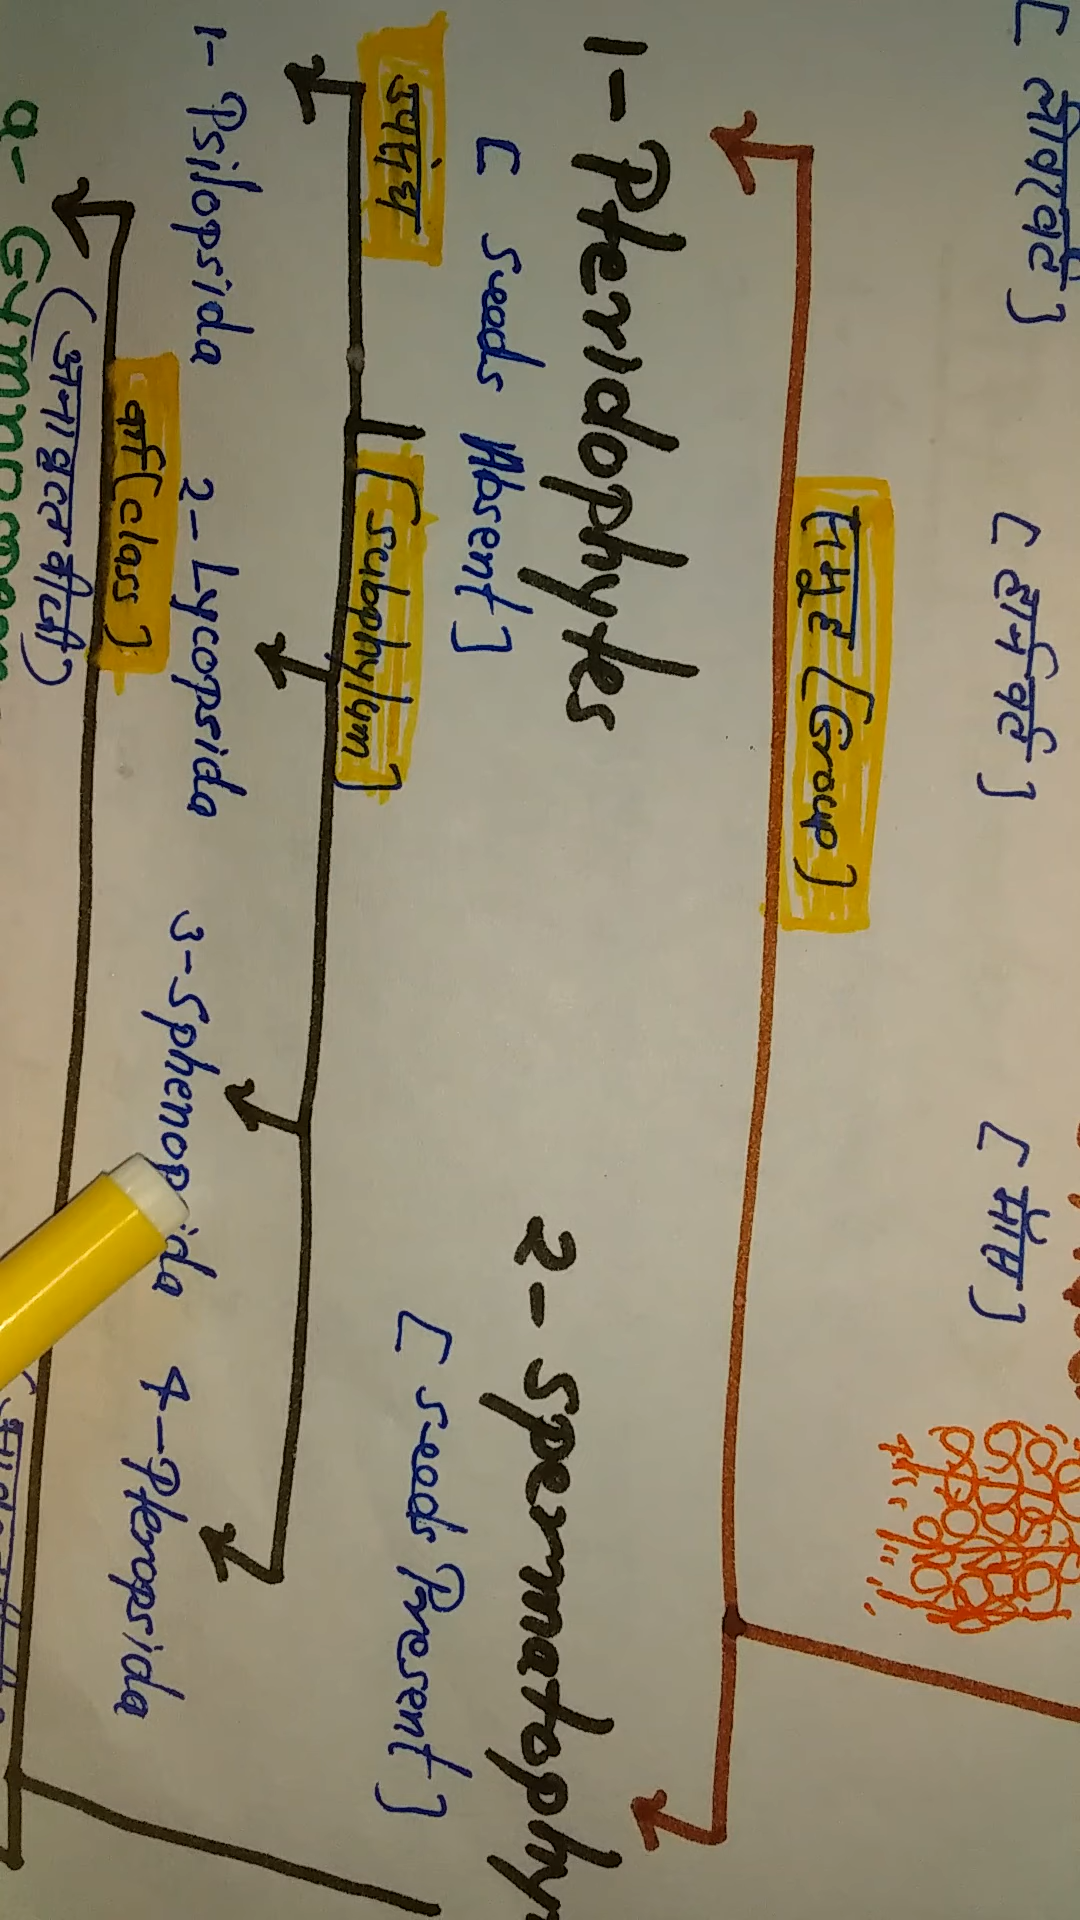 [ लीवरवर्ट ] [ हॉर्नवर्ट ] [ मॉस ]
समूह [ Group ]
1- Pteridophytes 2- Spermatophy
[ seeds Absent ] [ seeds Present ]
उपसंघ [ subphylum ]
1- Psilopsida 2- Lycopsida 3- Sphenopsida 4- Pteropsida
वर्ग [ class ]
(अनावृतबीजी)
a- Gymnosperm